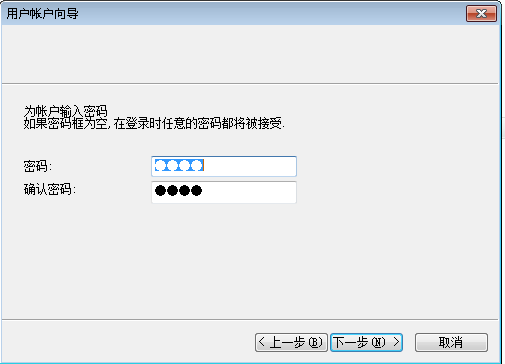 用户帐户向导
为帐户输入密码
如果密码框为空,在登录时任意的密码都将被接受.
密码:
确认密码:
< 上一步(B)
下一步(N) >
取消